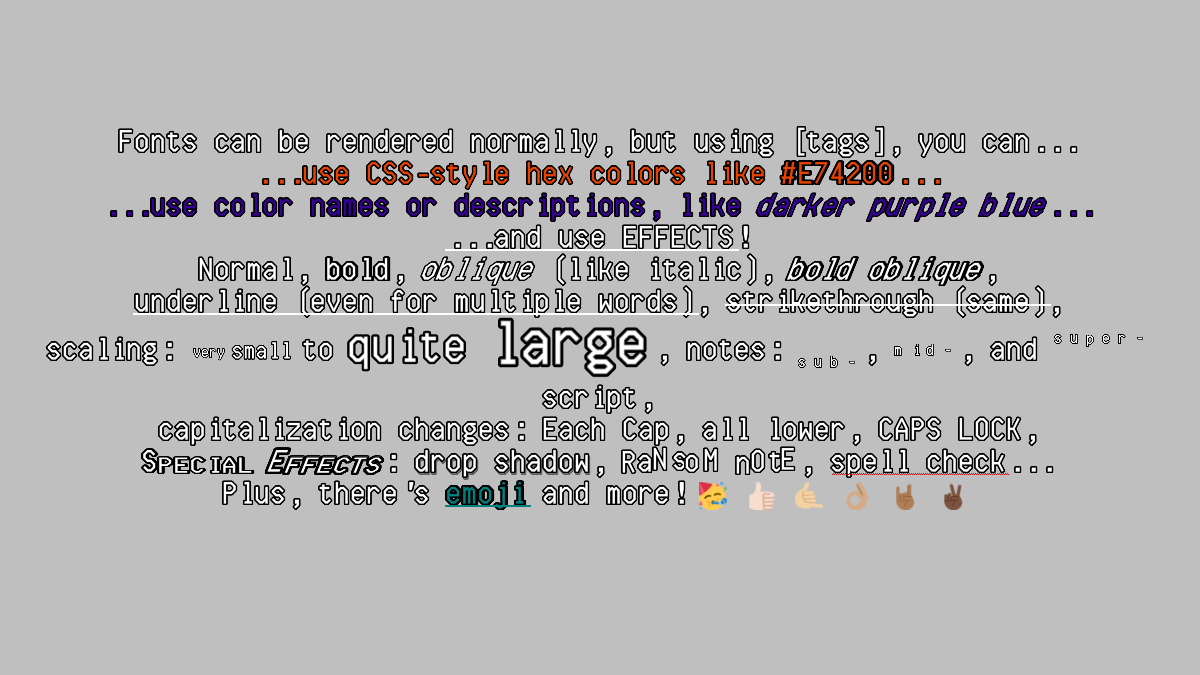 Fonts can be rendered normally, but using [tags], you can...
...use CSS-style hex colors like #E74200...
...use color names or descriptions, like darker purple blue...
...and use EFFECTS!
Normal, bold, oblique (like italic), bold oblique,
underline (even for multiple words), strikethrough (same),
scaling: very small to quite large, notes: sub-, mid-, and super-
script,
capitalization changes: Each Cap, all lower, CAPS LOCK,
SPECIAL EFFECTS: drop shadow, RaNsoM nOtE, spell check...
Plus, there's emoji and more! 🥳 👍🏻 🤙🏼 👌🏽 🤘🏾 ✌🏿